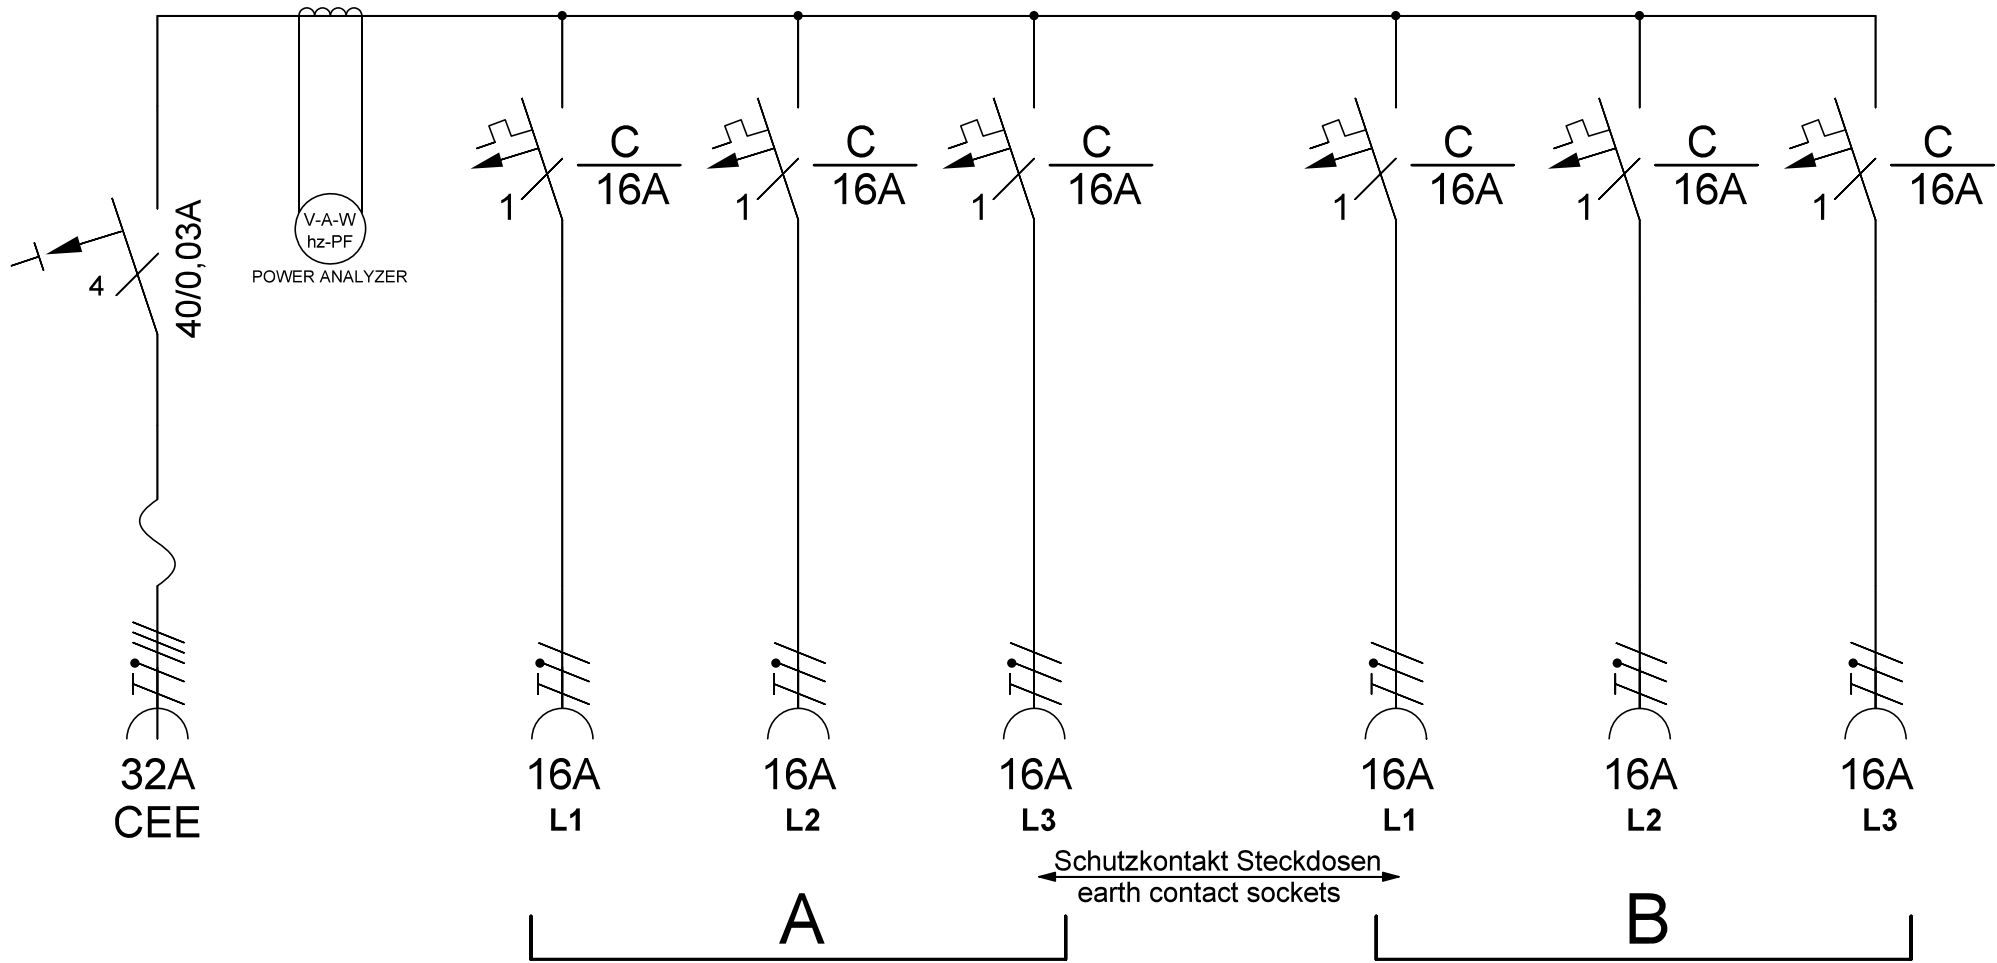 C
16A
C
16A
C
16A
C
16A
C
16A
C
16A
1
1
1
1
1
1
40/0,03A
4
V-A-W
hz-PF
POWER ANALYZER
32A
CEE
16A
L1
16A
L2
16A
L3
16A
L1
16A
L2
16A
L3
Schutzkontakt Steckdosen
earth contact sockets
A
B